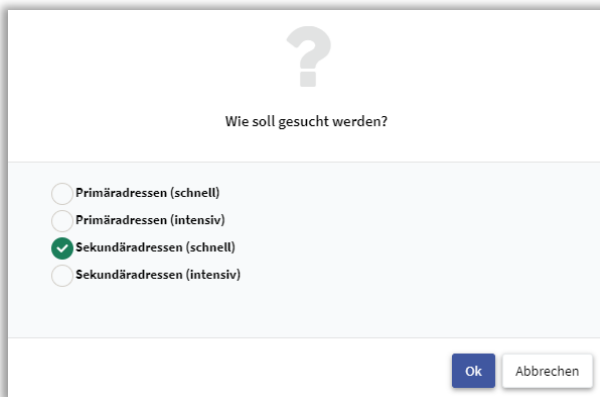 ?
Wie soll gesucht werden?
Primäradressen (schnell)
Primäradressen (intensiv)
Sekundäradressen (schnell)
Sekundäradressen (intensiv)
Ok Abbrechen